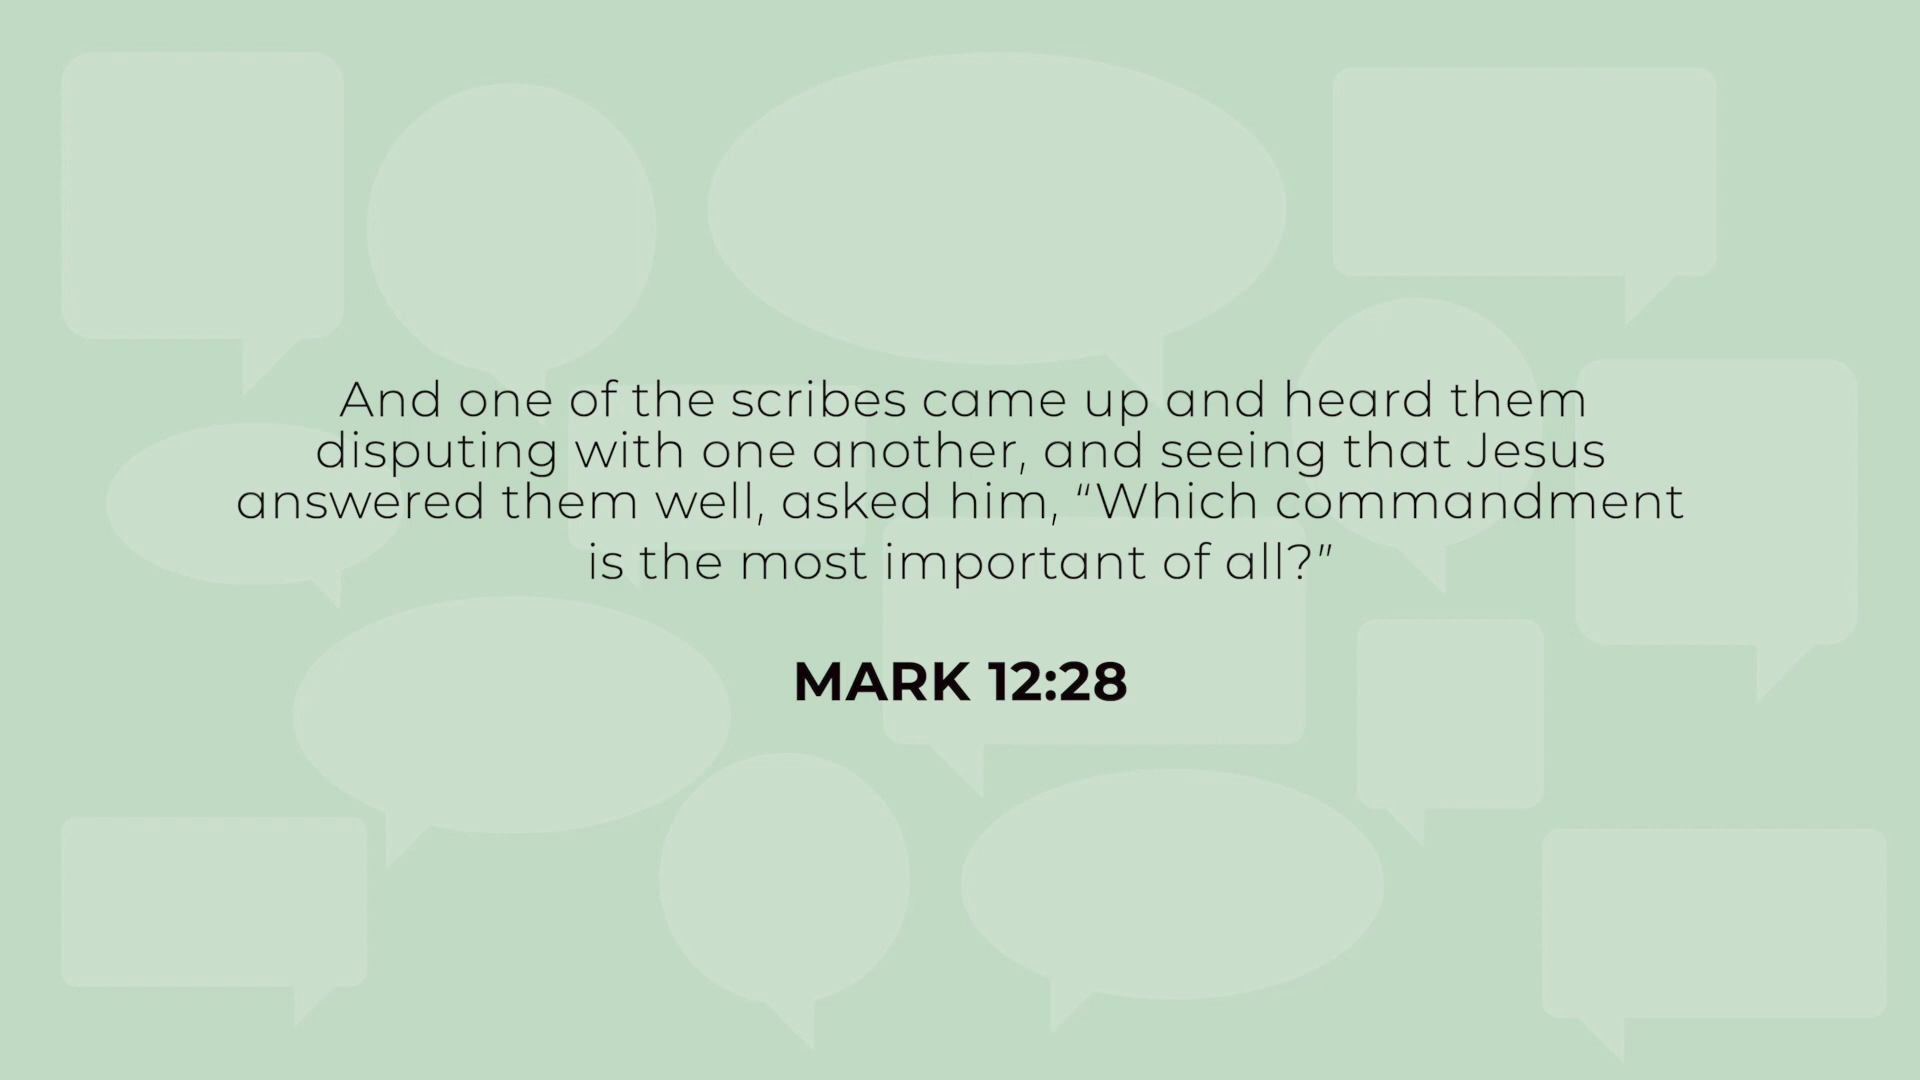 And one of the scribes came up and heard them
disputing with one another, and seeing that Jesus
answered them well, asked him, “Which commandment
is the most important of all?”
MARK 12:28